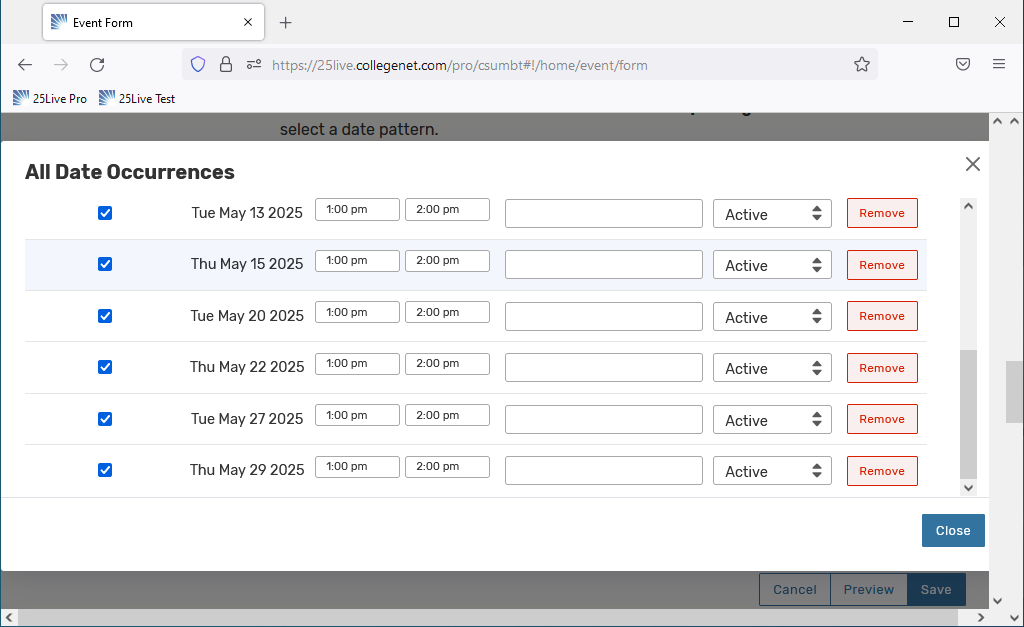 Event Form
https://25live.collegenet.com/pro/csumbt#!/home/event/form
25Live Pro 25Live Test
select a date pattern.
All Date Occurrences
Tue May 13 2025 1:00 pm 2:00 pm Active Remove
Thu May 15 2025 1:00 pm 2:00 pm Active Remove
Tue May 20 2025 1:00 pm 2:00 pm Active Remove
Thu May 22 2025 1:00 pm 2:00 pm Active Remove
Tue May 27 2025 1:00 pm 2:00 pm Active Remove
Thu May 29 2025 1:00 pm 2:00 pm Active Remove
Close
Cancel Preview Save